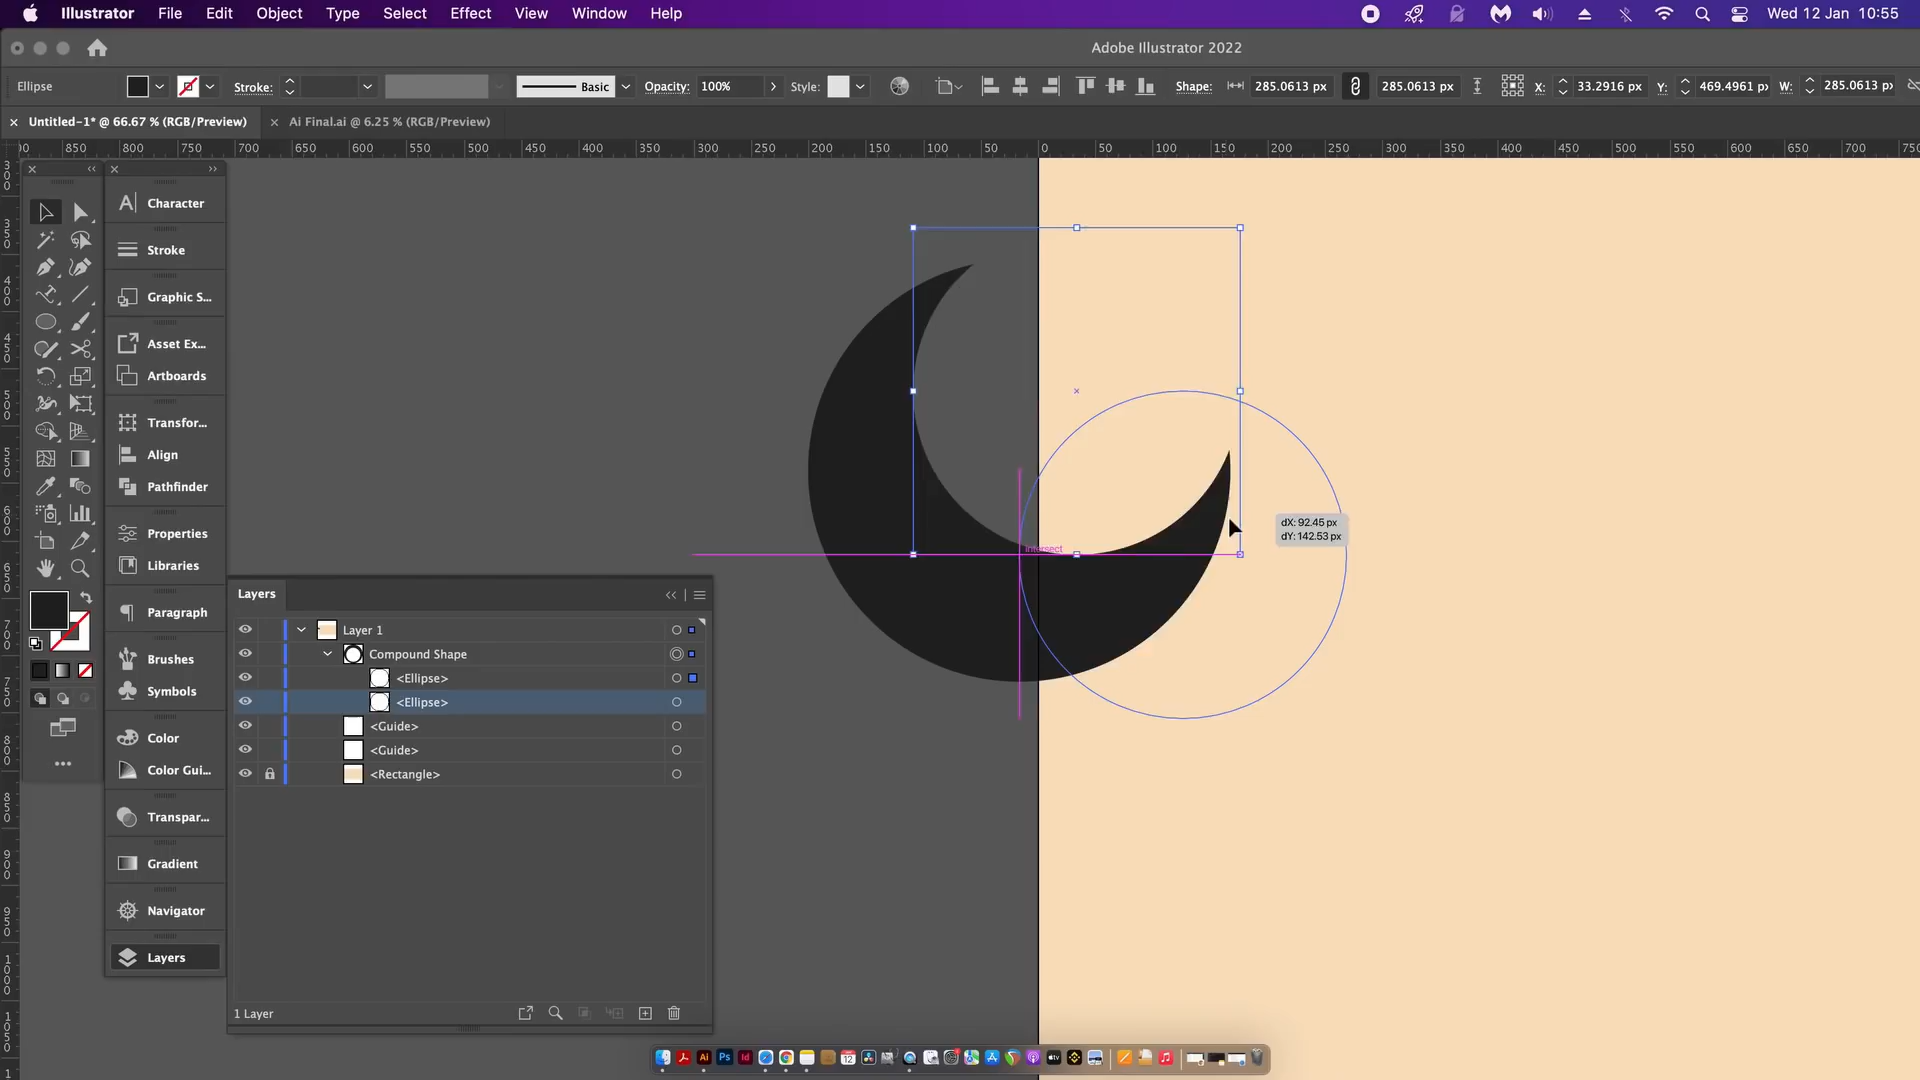 Illustrator File Edit Object Type Select Effect View Window Help Wed 12 Jan 10:55
Adobe Illustrator 2022
Ellipse Stroke: Basic Opacity: 100% Style: Shape: 285.0613 px 285.0613 px X: 33.2916 px Y: 469.4961 px W: 285.0613 px
Untitled-1* @ 66.67 % (RGB/Preview) Ai Final.ai @ 6.25 % (RGB/Preview)
850 800 750 700 650 600 550 500 450 400 350 300 250 200 150 100 50 0 50 100 150 200 250 300 350 400 450 500 550 600 650 700 750
Character
Stroke
Graphic S...
Asset Ex...
Artboards
Transfor...
Align
Pathfinder
Properties
Libraries
Paragraph
Brushes
Symbols
Color
Color Gui...
Transpar...
Gradient
Navigator
Layers
dX: 92.45 px
dY: 142.53 px
intersect
Layers
Layer 1
Compound Shape
<Ellipse>
<Ellipse>
<Guide>
<Guide>
<Rectangle>
1 Layer